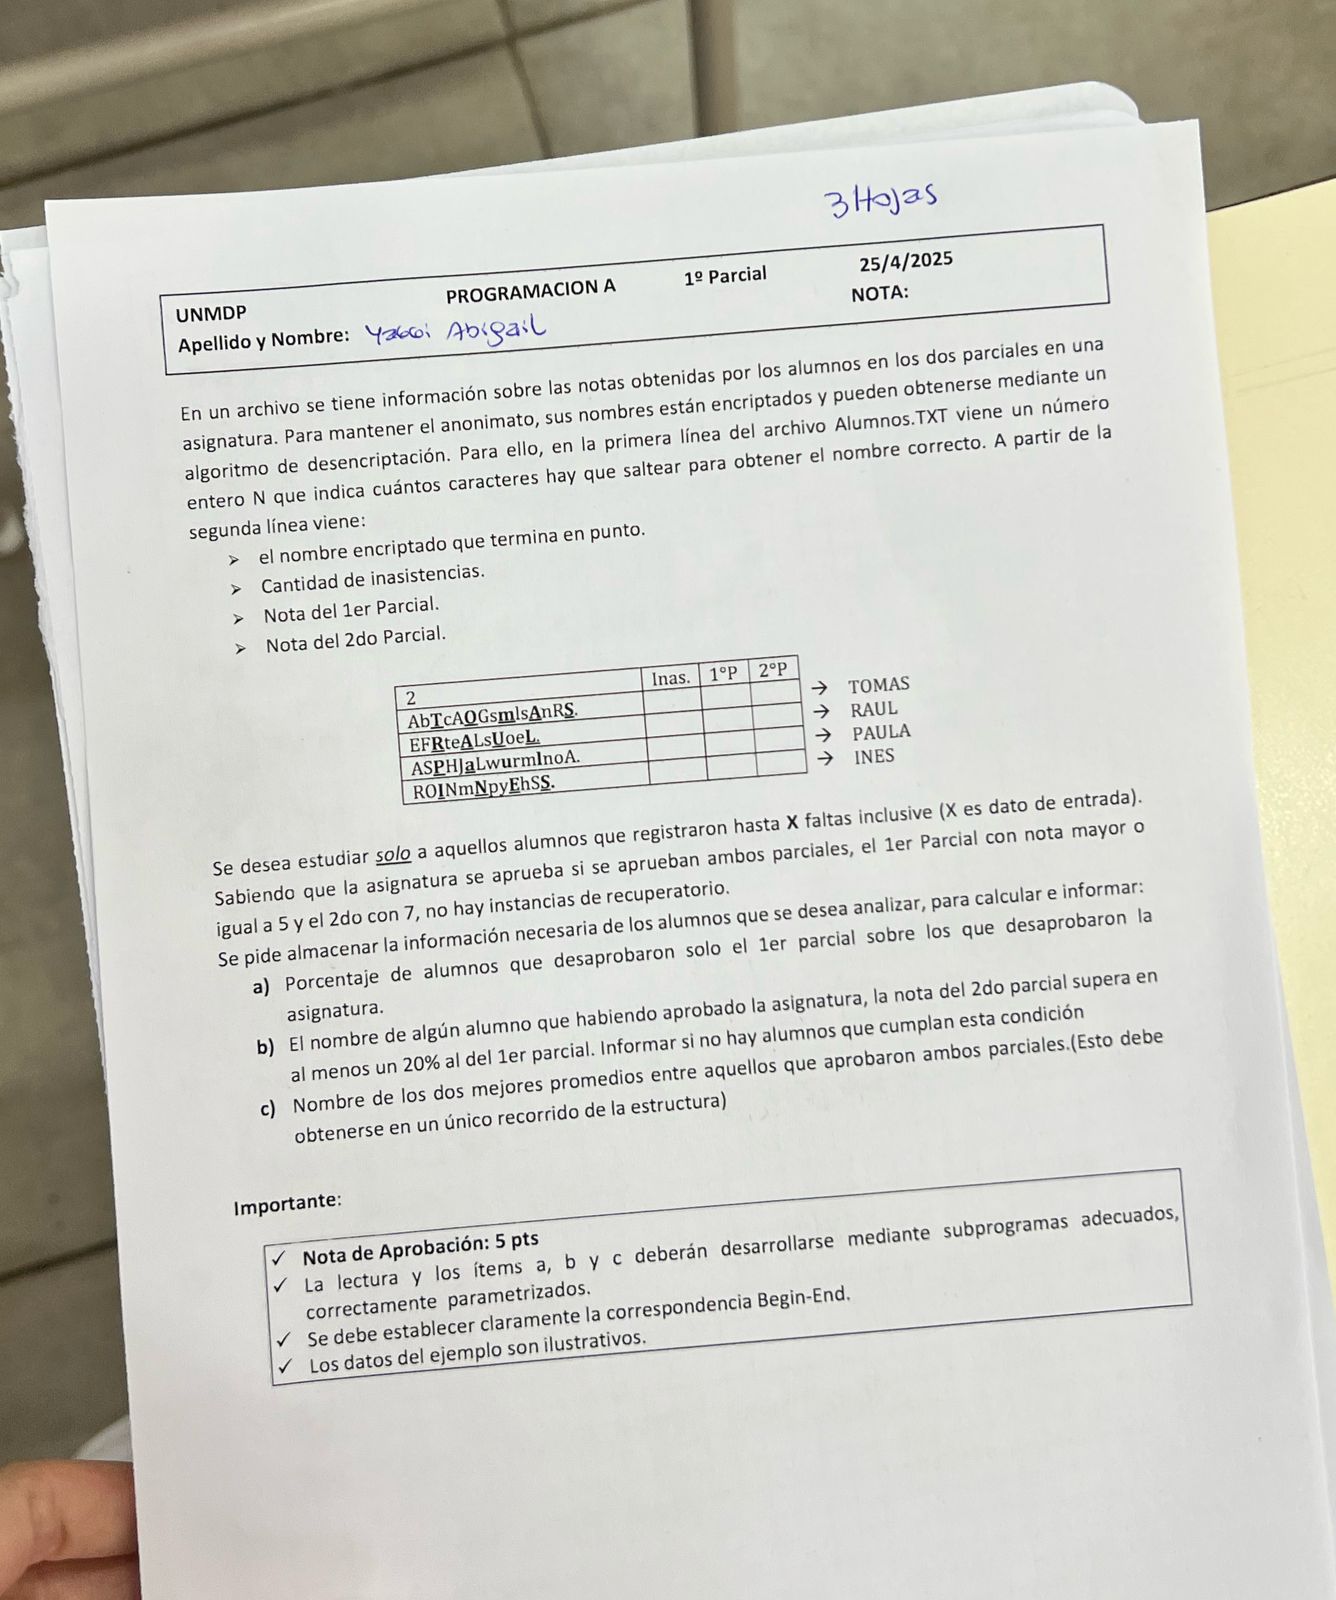 3 Hojas
UNMDP PROGRAMACION A 1º Parcial 25/4/2025
Apellido y Nombre: Abigail NOTA:
En un archivo se tiene información sobre las notas obtenidas por los alumnos en los dos parciales en una
asignatura. Para mantener el anonimato, sus nombres están encriptados y pueden obtenerse mediante un
algoritmo de desencriptación. Para ello, en la primera línea del archivo Alumnos.TXT viene un número
entero N que indica cuántos caracteres hay que saltear para obtener el nombre correcto. A partir de la
segunda línea viene:
➢ el nombre encriptado que termina en punto.
➢ Cantidad de inasistencias.
➢ Nota del 1er Parcial.
➢ Nota del 2do Parcial.
2 Inas. 1°P 2°P
AbTcAOGsmlsAnRS. → TOMAS
EFRteALsUoeL. → RAUL
ASPHJaLwurmlnoA. → PAULA
ROINmNpyEhSS. → INES
Se desea estudiar solo a aquellos alumnos que registraron hasta X faltas inclusive (X es dato de entrada).
Sabiendo que la asignatura se aprueba si se aprueban ambos parciales, el 1er Parcial con nota mayor o
igual a 5 y el 2do con 7, no hay instancias de recuperatorio.
Se pide almacenar la información necesaria de los alumnos que se desea analizar, para calcular e informar:
a) Porcentaje de alumnos que desaprobaron solo el 1er parcial sobre los que desaprobaron la
asignatura.
b) El nombre de algún alumno que habiendo aprobado la asignatura, la nota del 2do parcial supera en
al menos un 20% al del 1er parcial. Informar si no hay alumnos que cumplan esta condición
c) Nombre de los dos mejores promedios entre aquellos que aprobaron ambos parciales.(Esto debe
obtenerse en un único recorrido de la estructura)
Importante:
✓ Nota de Aprobación: 5 pts
✓ La lectura y los ítems a, b y c deberán desarrollarse mediante subprogramas adecuados,
correctamente parametrizados.
✓ Se debe establecer claramente la correspondencia Begin-End.
✓ Los datos del ejemplo son ilustrativos.